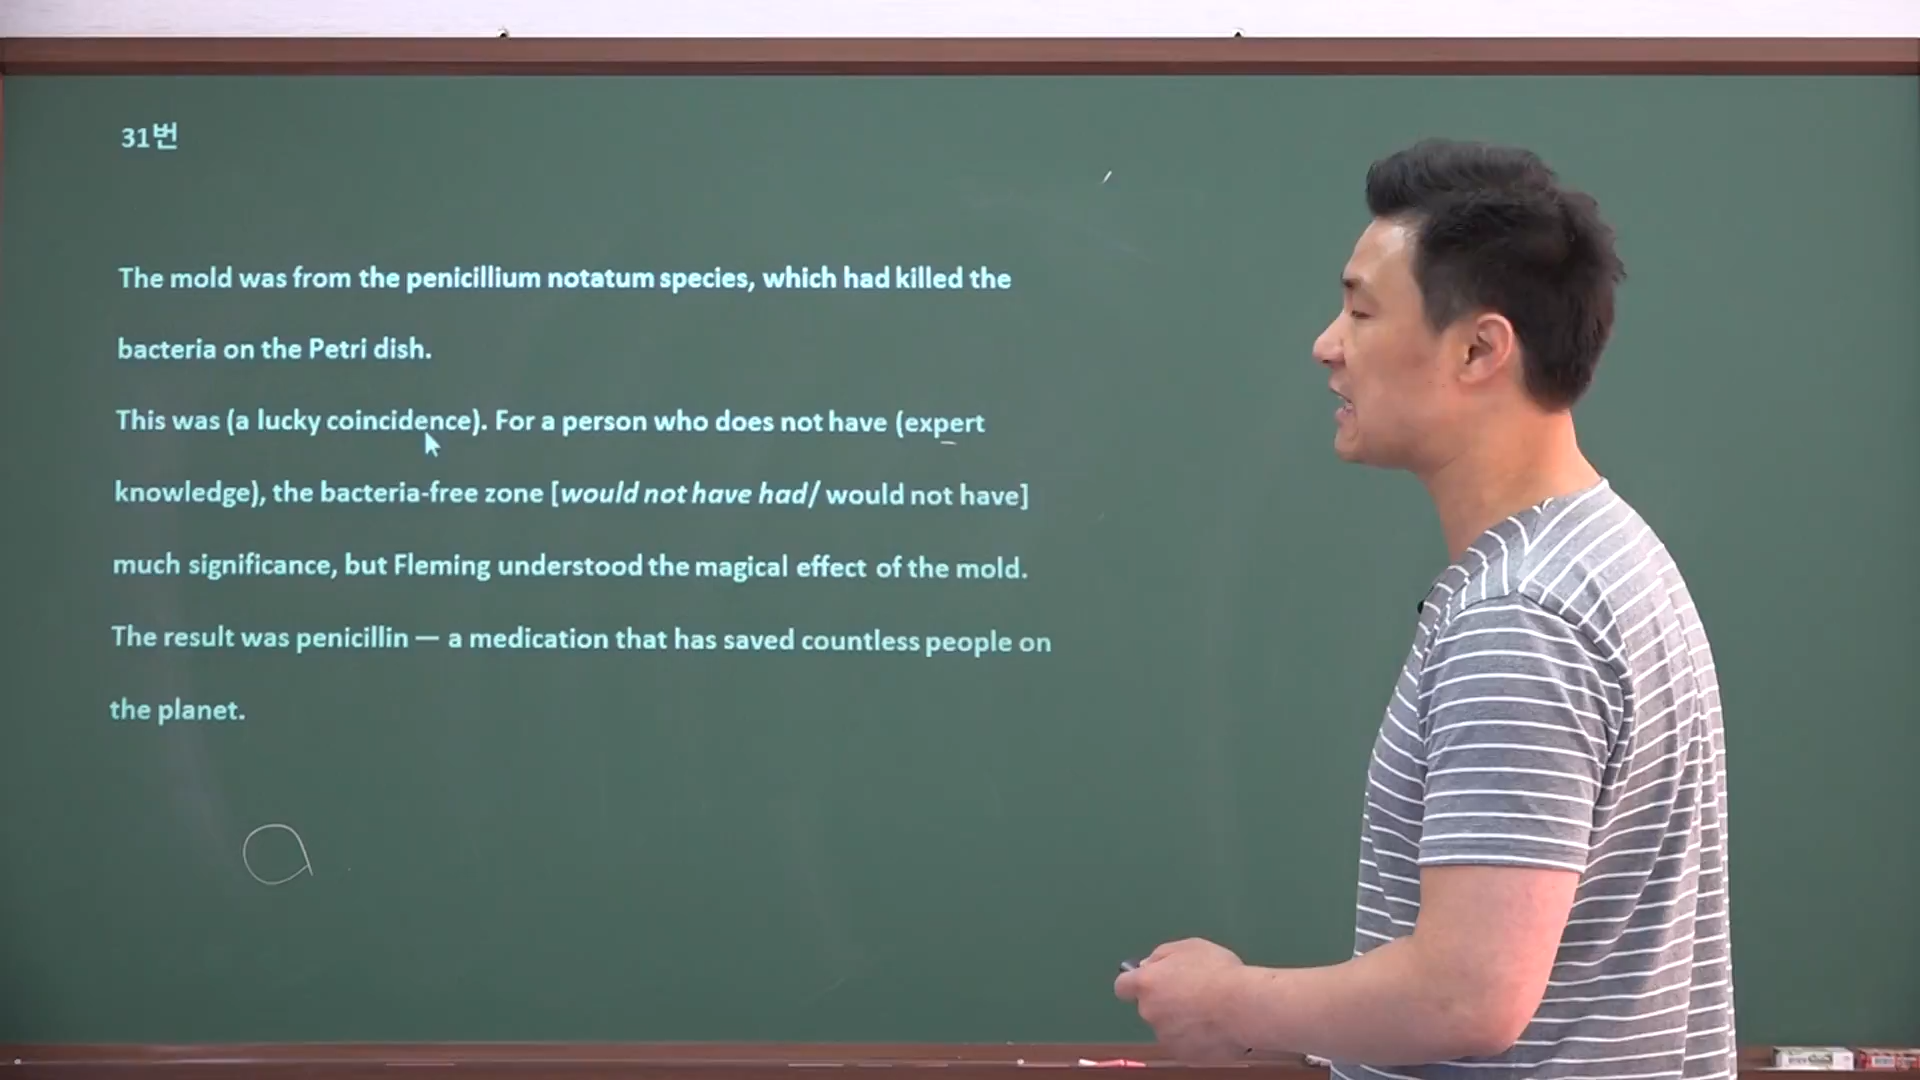 31번
The mold was from the penicillium notatum species, which had killed the
bacteria on the Petri dish.
This was (a lucky coincidence). For a person who does not have (expert
knowledge), the bacteria-free zone [would not have had/ would not have]
much significance, but Fleming understood the magical effect of the mold.
The result was penicillin — a medication that has saved countless people on
the planet.